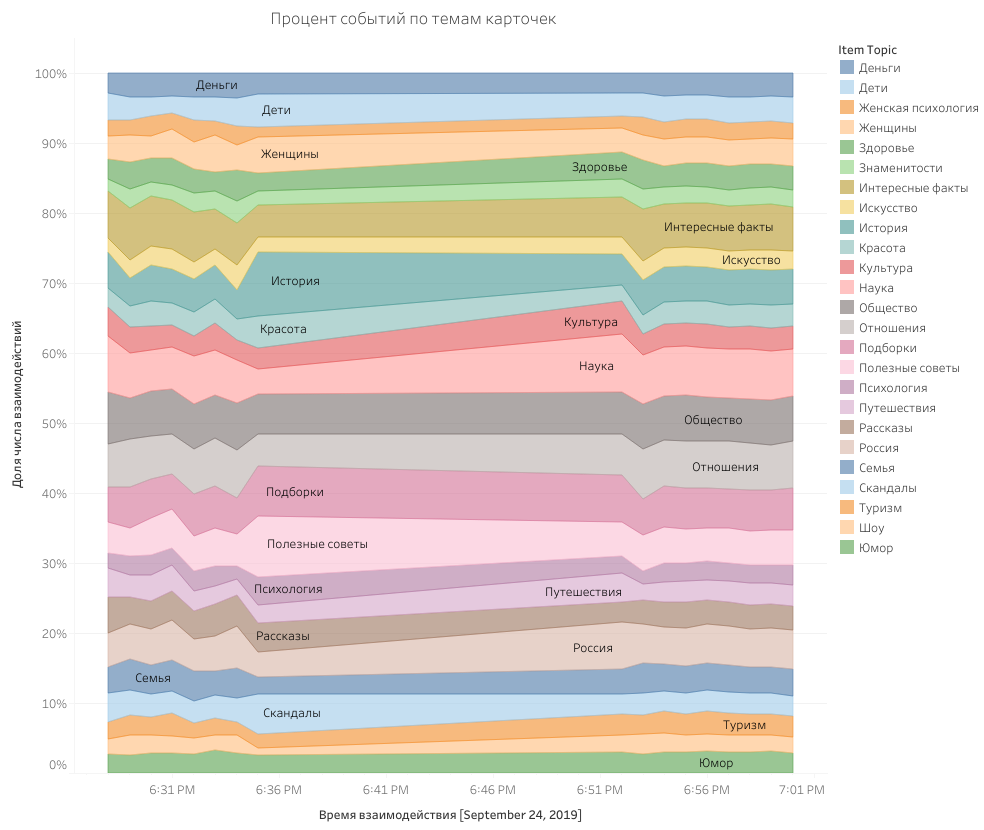 Процент событий по темам карточек
Item Topic
Деньги
Дети
Женская психология
Женщины
Здоровье
Знаменитости
Интересные факты
Искусство
История
Красота
Культура
Наука
Общество
Отношения
Подборки
Полезные советы
Психология
Путешествия
Рассказы
Россия
Семья
Скандалы
Туризм
Шоу
Юмор
Доля числа взаимодействий
100%
90%
80%
70%
60%
50%
40%
30%
20%
10%
0%
Деньги
Дети
Женщины
Здоровье
Интересные факты
Искусство
История
Красота
Культура
Наука
Общество
Отношения
Подборки
Полезные советы
Психология
Путешествия
Рассказы
Россия
Семья
Скандалы
Туризм
Юмор
6:31 PM 6:36 PM 6:41 PM 6:46 PM 6:51 PM 6:56 PM 7:01 PM
Время взаимодействия [September 24, 2019]